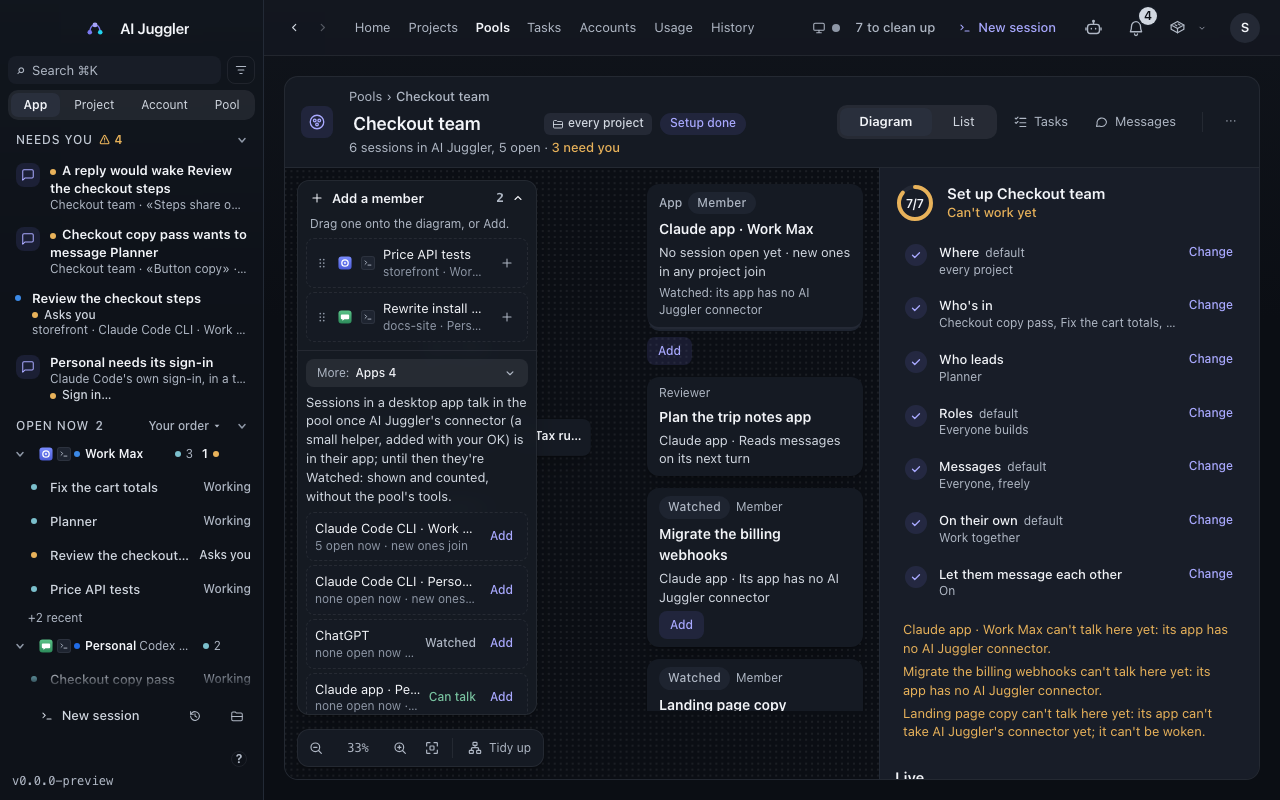 AI Juggler
Search ⌘K
App Project Account Pool
NEEDS YOU 4
A reply would wake Review the checkout steps
Checkout team · «Steps share o...
Checkout copy pass wants to message Planner
Checkout team · «Button copy» ·...
Review the checkout steps
Asks you
storefront · Claude Code CLI · Work ...
Personal needs its sign-in
Claude Code's own sign-in, in a t...
Sign in...
OPEN NOW 2 Your order
Work Max 3 1
Fix the cart totals Working
Planner Working
Review the checkout... Asks you
Price API tests Working
+2 recent
Personal Codex ... 2
Checkout copy pass Working
New session
?
v0.0.0-preview
Home Projects Pools Tasks Accounts Usage History
7 to clean up
New session
4
S
Pools › Checkout team
Checkout team every project Setup done
6 sessions in AI Juggler, 5 open · 3 need you
Diagram List Tasks Messages ...
Add a member 2
Drag one onto the diagram, or Add.
Price API tests
storefront · Wor...
Rewrite install ...
docs-site · Pers...
More: Apps 4
Sessions in a desktop app talk in the
pool once AI Juggler's connector (a
small helper, added with your OK) is
in their app; until then they're
Watched: shown and counted,
without the pool's tools.
Claude Code CLI · Work ...
5 open now · new ones join
Add
Claude Code CLI · Perso...
none open now · new ones...
Add
ChatGPT
none open now ...
Watched Add
Claude app · Pe...
none open now ·...
Can talk Add
33%
Tidy up
Tax ru...
App Member
Claude app · Work Max
No session open yet · new ones
in any project join
Watched: its app has no AI
Juggler connector
Add
Reviewer
Plan the trip notes app
Claude app · Reads messages
on its next turn
Watched Member
Migrate the billing
webhooks
Claude app · Its app has no AI
Juggler connector
Add
Watched Member
Landing page copy
7/7
Set up Checkout team
Can't work yet
Where default
every project
Change
Who's in
Checkout copy pass, Fix the cart totals, ...
Change
Who leads
Planner
Change
Roles default
Everyone builds
Change
Messages default
Everyone, freely
Change
On their own default
Work together
Change
Let them message each other
On
Change
Claude app · Work Max can't talk here yet: its app has
no AI Juggler connector.
Migrate the billing webhooks can't talk here yet: its
app has no AI Juggler connector.
Landing page copy can't talk here yet: its app can't
take AI Juggler's connector yet; it can't be woken.
Live